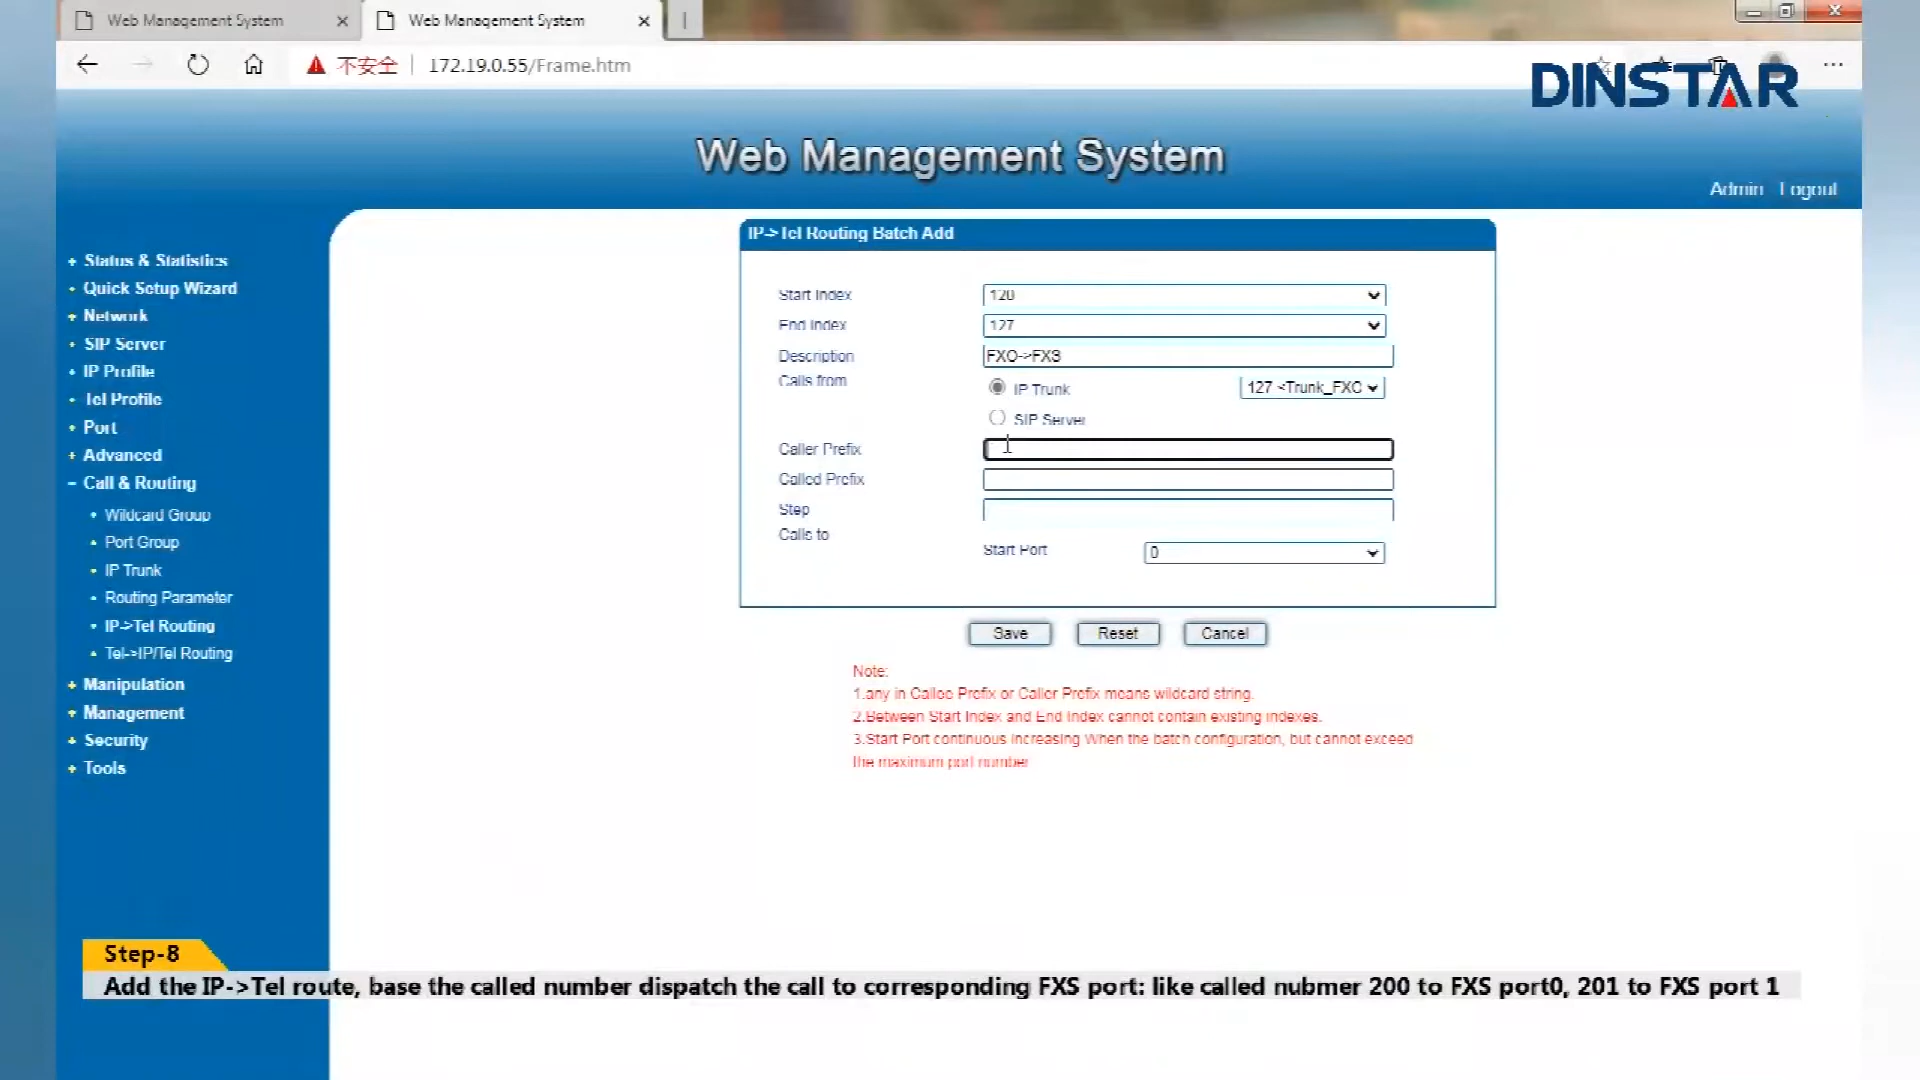 Web Management System
Web Management System
不安全 172.19.0.55/Frame.htm
DINSTAR
Web Management System
Admin Logout
+ Status & Statistics
Quick Setup Wizard
+ Network
SIP Server
IP Profile
Tel Profile
Port
+ Advanced
− Call & Routing
Wildcard Group
Port Group
IP Trunk
Routing Parameter
IP->Tel Routing
Tel->IP/Tel Routing
+ Manipulation
+ Management
+ Security
+ Tools
IP->Tel Routing Batch Add
Start Index 120
End Index 127
Description FXO->FXS
Calls from IP Trunk 127 <Trunk_FXO
SIP Server
Caller Prefix
Called Prefix
Step
Calls to
Start Port 0
Save Reset Cancel
Note:
1.any in Callee Prefix or Caller Prefix means wildcard string.
2.Between Start Index and End Index cannot contain existing indexes.
3.Start Port continuous increasing When the batch configuration, but cannot exceed
the maximum port number
Step-8
Add the IP->Tel route, base the called number dispatch the call to corresponding FXS port: like called nubmer 200 to FXS port0, 201 to FXS port 1